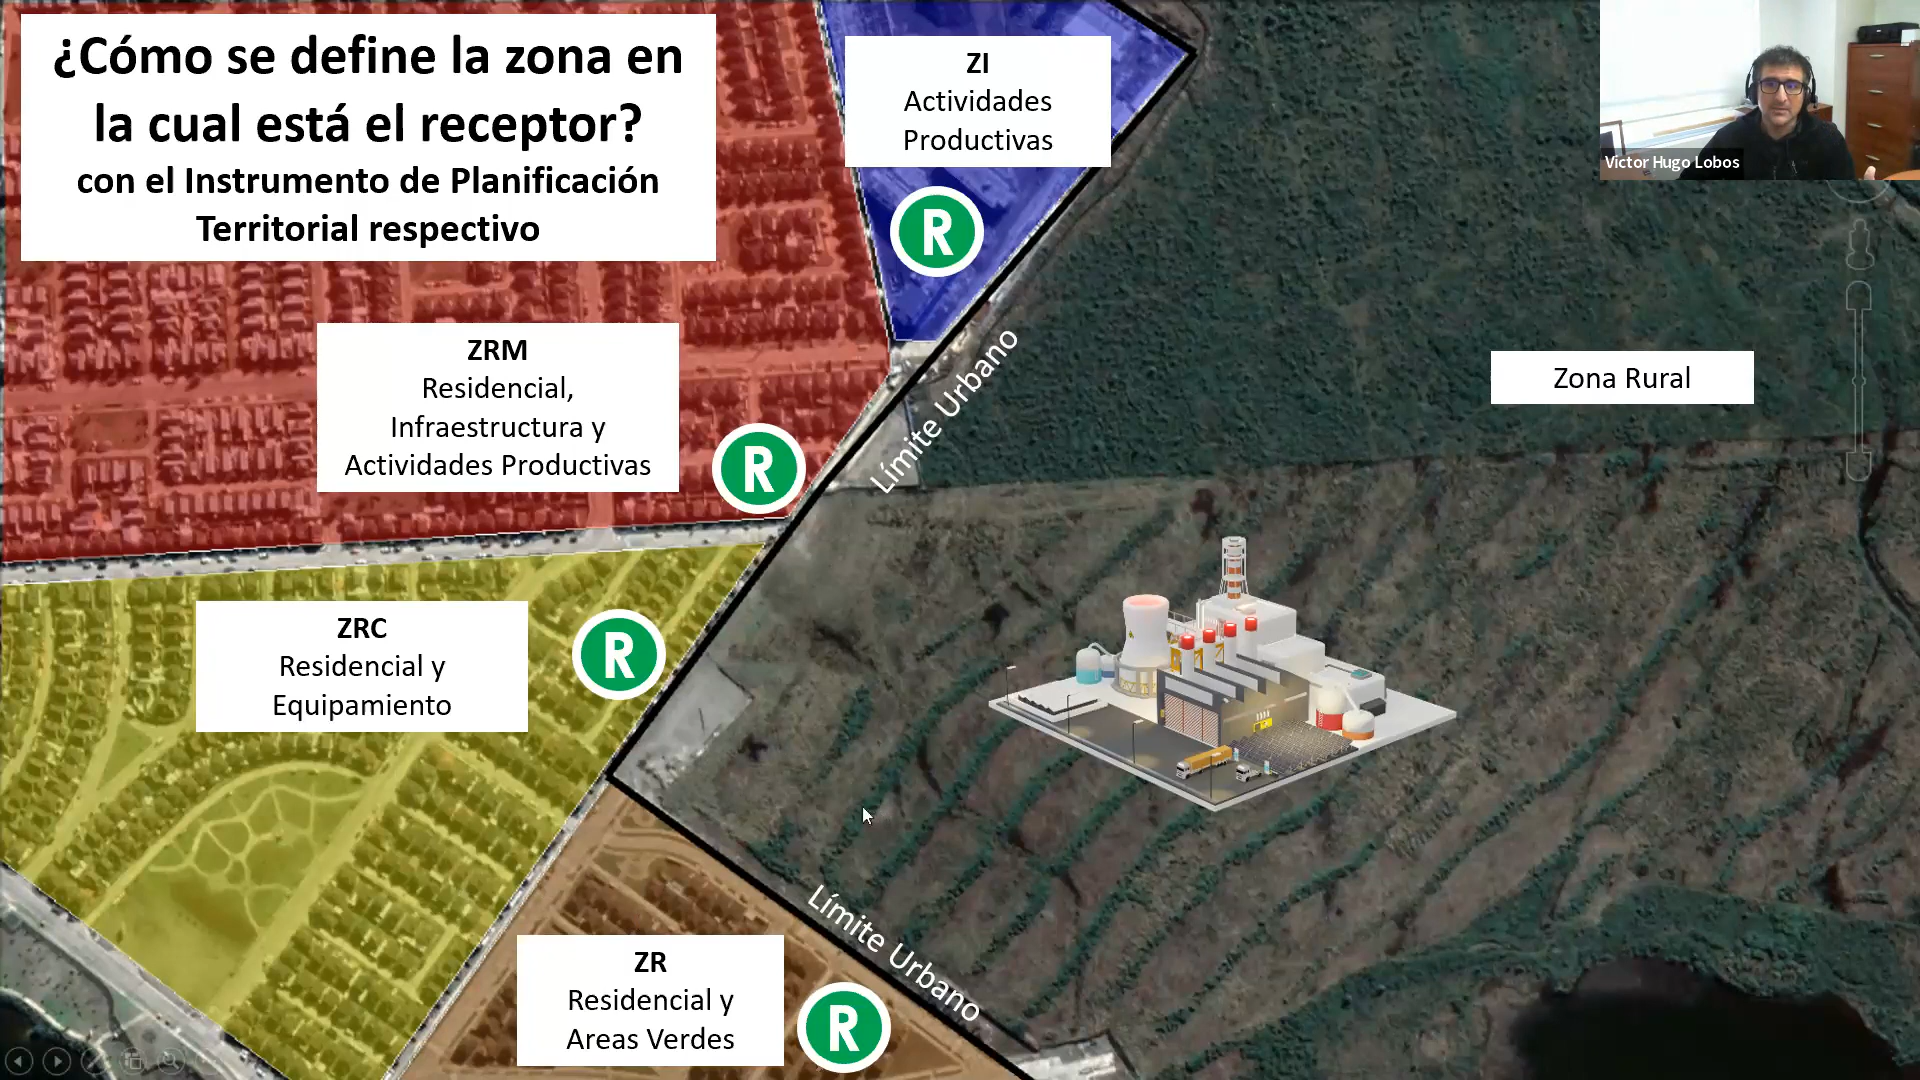 ¿Cómo se define la zona en
la cual está el receptor?
con el Instrumento de Planificación
Territorial respectivo
ZI
Actividades
Productivas
R
Victor Hugo Lobos
ZRM
Residencial,
Infraestructura y
Actividades Productivas
R
Límite Urbano
Zona Rural
ZRC
Residencial y
Equipamiento
R
Límite Urbano
ZR
Residencial y
Areas Verdes
R